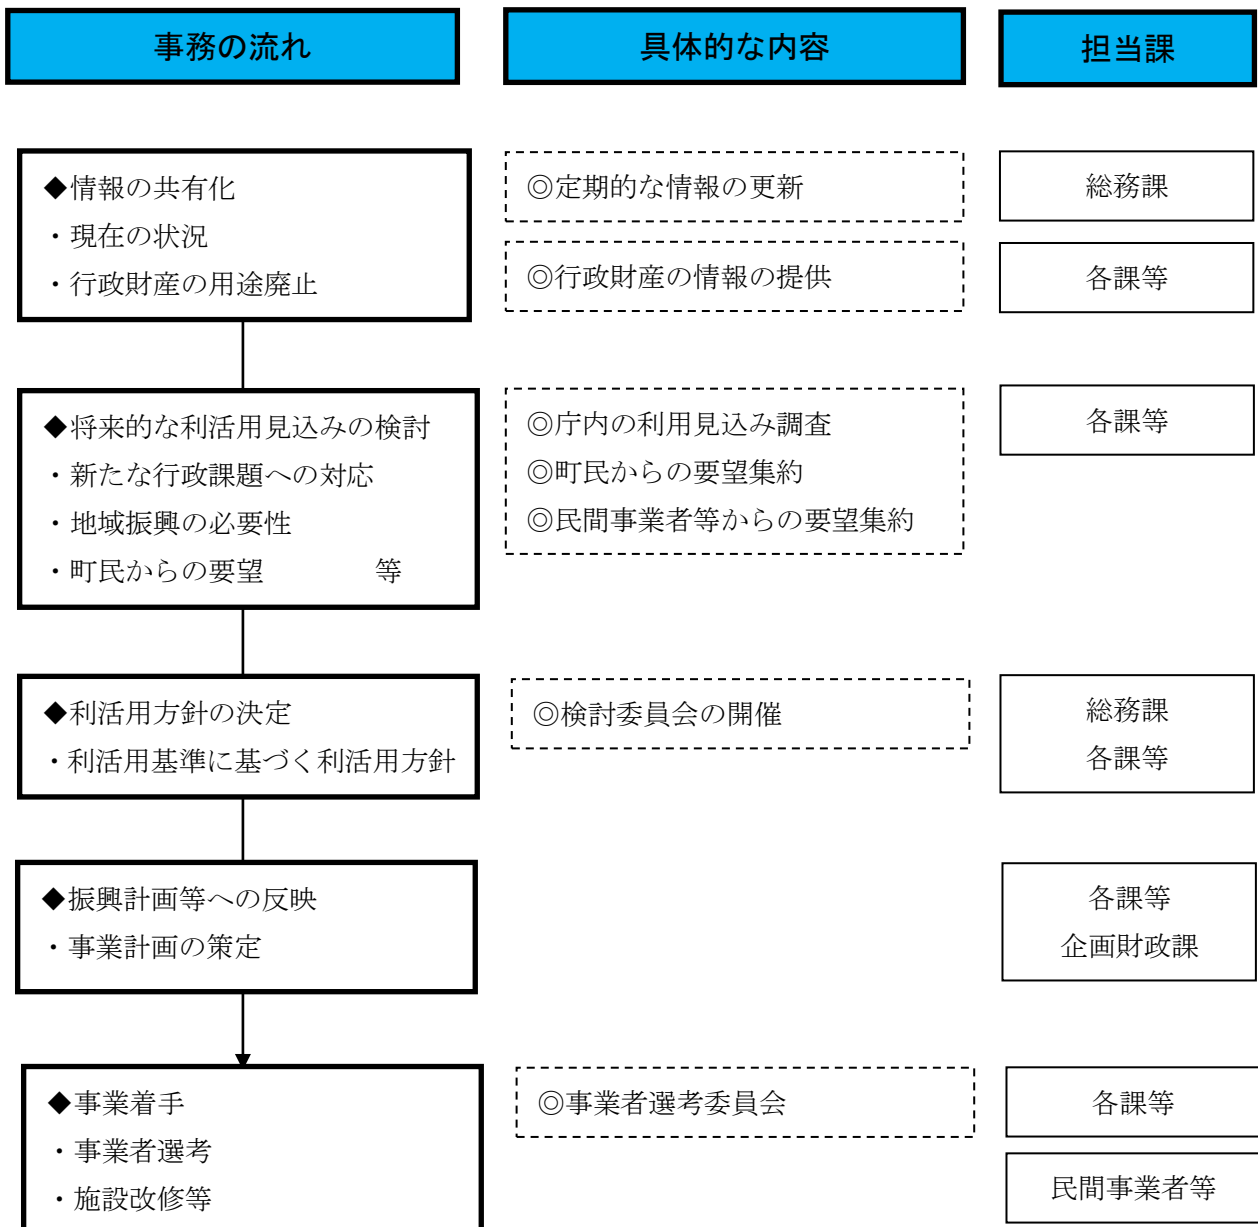 事務の流れ
具体的な内容
担当課
◆情報の共有化
・現在の状況
・行政財産の用途廃止
◎定期的な情報の更新
総務課
◎行政財産の情報の提供
各課等
◆将来的な利活用見込みの検討
・新たな行政課題への対応
・地域振興の必要性
・町民からの要望　　　　等
◎庁内の利用見込み調査
◎町民からの要望集約
◎民間事業者等からの要望集約
各課等
◆利活用方針の決定
・利活用基準に基づく利活用方針
◎検討委員会の開催
総務課
各課等
◆振興計画等への反映
・事業計画の策定
各課等
企画財政課
◆事業着手
・事業者選考
・施設改修等
◎事業者選考委員会
各課等
民間事業者等